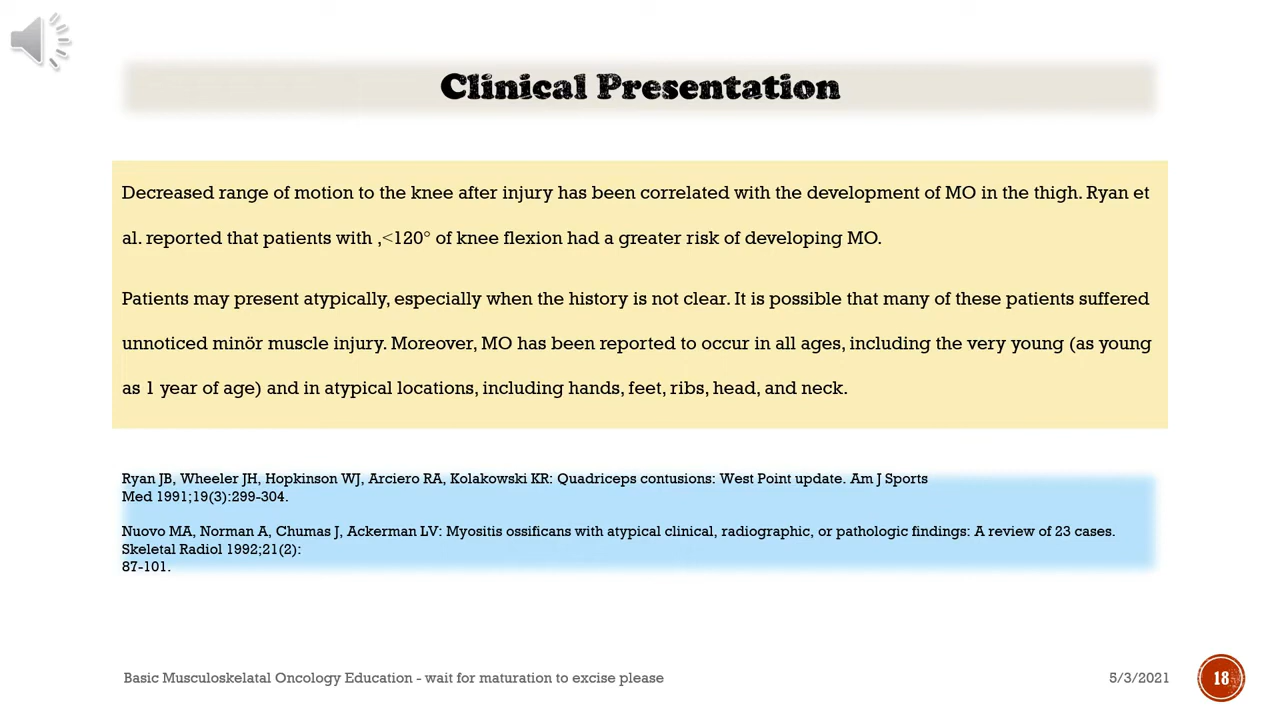 Clinical Presentation
Decreased range of motion to the knee after injury has been correlated with the development of MO in the thigh. Ryan et
al. reported that patients with ,<120° of knee flexion had a greater risk of developing MO.
Patients may present atypically, especially when the history is not clear. It is possible that many of these patients suffered
unnoticed minör muscle injury. Moreover, MO has been reported to occur in all ages, including the very young (as young
as 1 year of age) and in atypical locations, including hands, feet, ribs, head, and neck.
Ryan JB, Wheeler JH, Hopkinson WJ, Arciero RA, Kolakowski KR: Quadriceps contusions: West Point update. Am J Sports
Med 1991;19(3):299-304.
Nuovo MA, Norman A, Chumas J, Ackerman LV: Myositis ossificans with atypical clinical, radiographic, or pathologic findings: A review of 23 cases.
Skeletal Radiol 1992;21(2):
87-101.
Basic Musculoskelatal Oncology Education - wait for maturation to excise please
5/3/2021
18